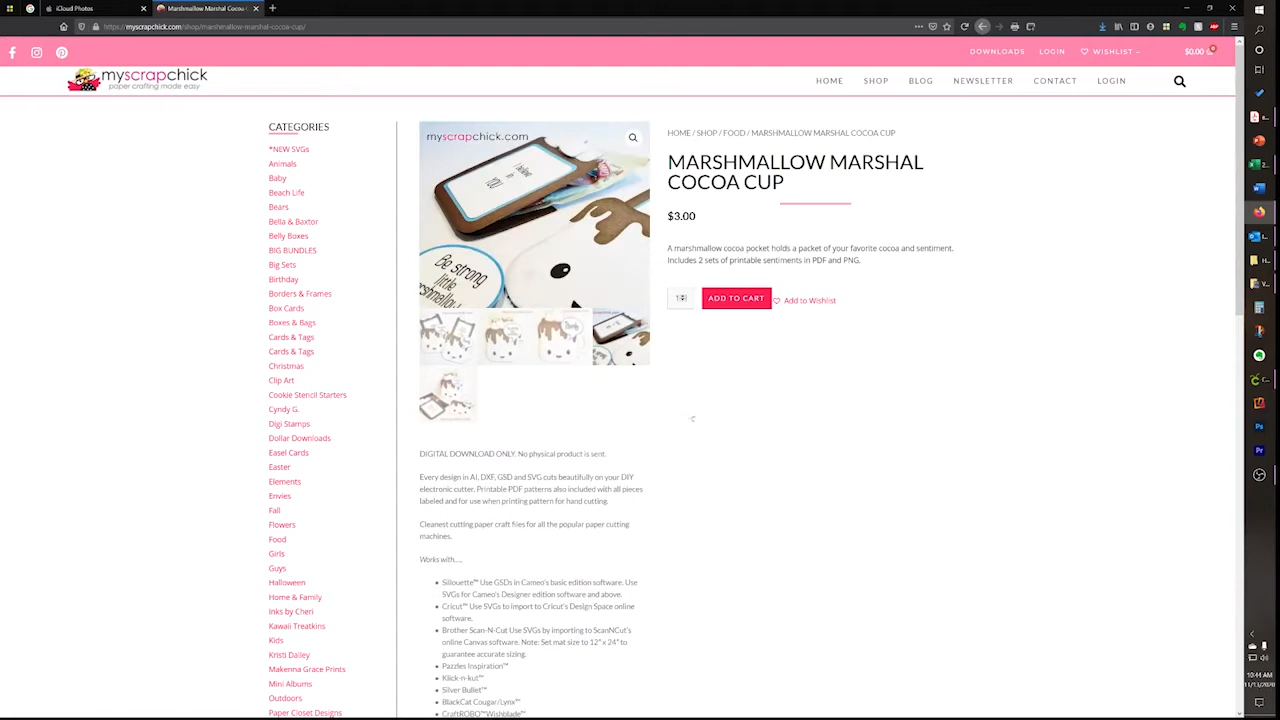 iCloud Photos
Marshmallow Marshal Cocoa Cup
https://myscrapchick.com/shop/marshmallow-marshal-cocoa-cup/
DOWNLOADS LOGIN WISHLIST – $0.00 0
myscrapchick
paper crafting made easy
HOME SHOP BLOG NEWSLETTER CONTACT LOGIN
CATEGORIES
*NEW SVGs
Animals
Baby
Beach Life
Bears
Bella & Baxtor
Belly Boxes
BIG BUNDLES
Big Sets
Birthday
Borders & Frames
Box Cards
Boxes & Bags
Cards & Tags
Cards & Tags
Christmas
Clip Art
Cookie Stencil Starters
Cyndy G.
Digi Stamps
Dollar Downloads
Easel Cards
Easter
Elements
Envies
Fall
Flowers
Food
Girls
Guys
Halloween
Home & Family
Inks by Cheri
Kawaii Treatkins
Kids
Kristi Dailey
Makenna Grace Prints
Mini Albums
Outdoors
Paper Closet Designs
myscrapchick.com
Be strong
little
marshmallow
HOME / SHOP / FOOD / MARSHMALLOW MARSHAL COCOA CUP
MARSHMALLOW MARSHAL
COCOA CUP
$3.00
A marshmallow cocoa pocket holds a packet of your favorite cocoa and sentiment.
Includes 2 sets of printable sentiments in PDF and PNG.
1 ADD TO CART Add to Wishlist
DIGITAL DOWNLOAD ONLY. No physical product is sent.
Every design in AI, DXF, GSD and SVG cuts beautifully on your DIY
electronic cutter. Printable PDF patterns also included with all pieces
labeled and for use when printing pattern for hand cutting.
Cleanest cutting paper craft files for all the popular paper cutting
machines.
Works with….
Sillouette™ Use GSDs in Cameo's basic edition software. Use
SVGs for Cameo's Designer edition software and above.
Cricut™ Use SVGs to import to Cricut's Design Space online
software.
Brother Scan-N-Cut Use SVGs by importing to ScanNCut's
online Canvas software. Note: Set mat size to 12" x 24" to
guarantee accurate sizing.
Pazzles Inspiration™
Klick-n-kut™
Silver Bullet™
BlackCat Cougar/Lynx™
CraftROBO™Wishblade™
10:44 AM
11/13/2020